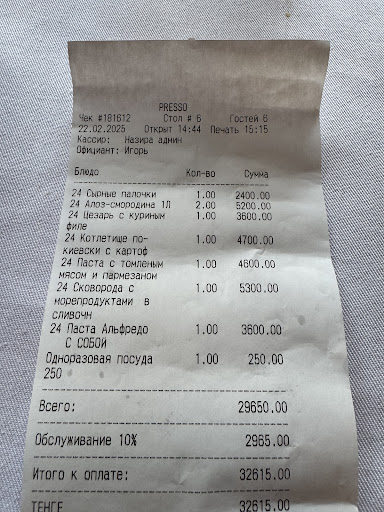 PRESSO
Чек #181612 Стол # 6 Гостей 6
22.02.2025 Открыт 14:44 Печать 15:15
Кассир: Назира админ
Официант: Игорь
Блюдо Кол-во Сумма
24 Сырные палочки 1.00 2400.00
24 Алоэ-смородина 1Л 2.00 5200.00
24 Цезарь с куриным 1.00 3600.00
филе
24 Котлетище по- 1.00 4700.00
киевски с картоф
24 Паста с томленым 1.00 4600.00
мясом и пармезаном
24 Сковорода с 1.00 5300.00
морепродуктами в
сливочн
24 Паста Альфредо 1.00 3600.00
С СОБОЙ
Одноразовая посуда 1.00 250.00
250
Всего: 29650.00
Обслуживание 10% 2965.00
Итого к оплате: 32615.00
ТЕНГЕ 32615.00